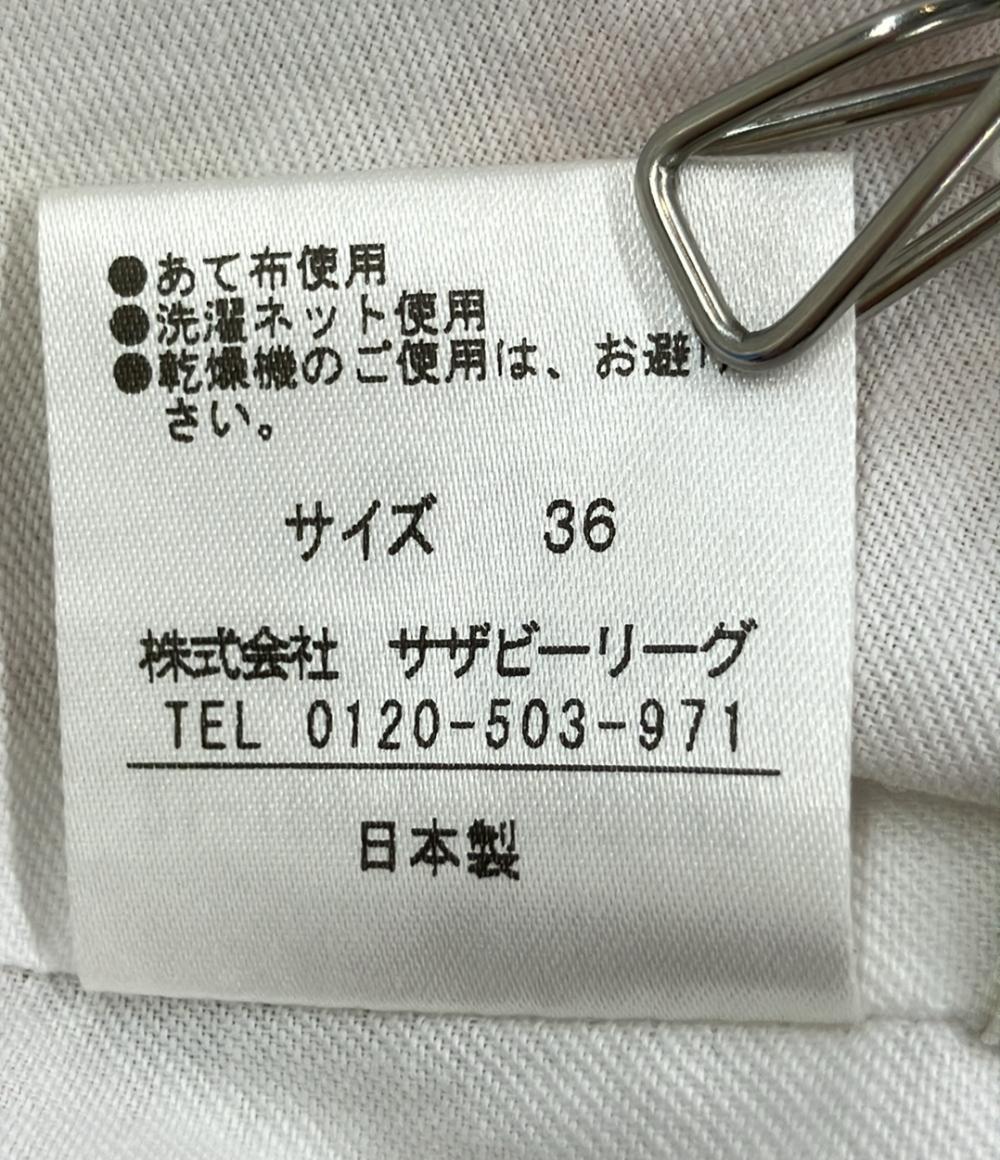 ●あて布使用
●洗濯ネット使用
●乾燥機のご使用は、お避け
さい。
サイズ 36
株式会社 サザビーリーグ
TEL 0120-503-971
日本製